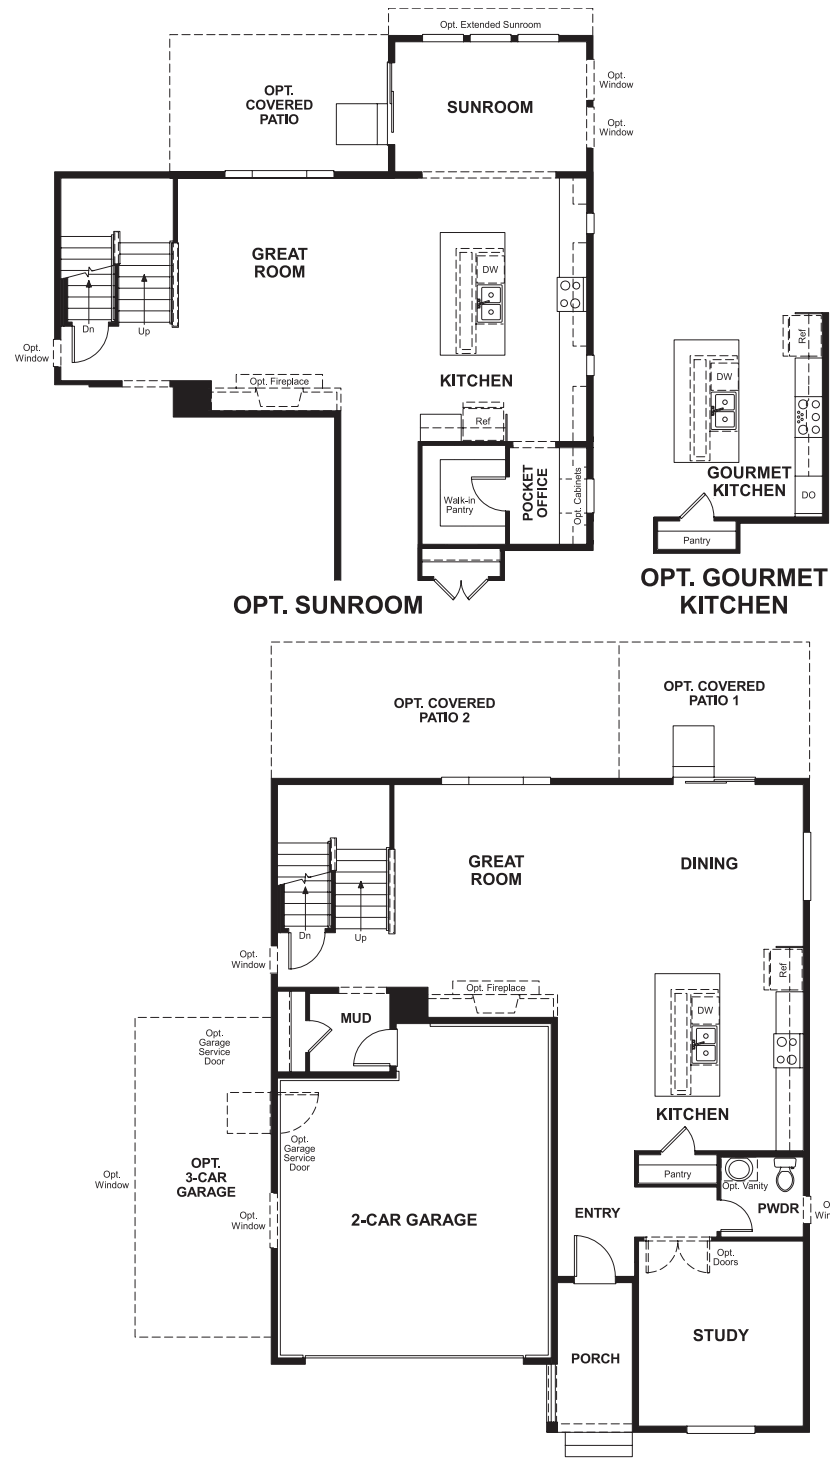 Opt. Extended Sunroom
OPT.
COVERED
PATIO
SUNROOM
Opt.
Window
Opt.
Window
GREAT
ROOM
DW
Dn
Up
Opt.
Window
Opt. Fireplace
KITCHEN
Ref
Walk-in
Pantry
POCKET
OFFICE
Opt. Cabinets
OPT. SUNROOM
Ref
DW
GOURMET
KITCHEN
DO
Pantry
OPT. GOURMET
KITCHEN
OPT. COVERED
PATIO 2
OPT. COVERED
PATIO 1
GREAT
ROOM
DINING
Dn
Up
Opt.
Window
Ref
Opt. Fireplace
DW
MUD
Opt.
Garage
Service
Door
KITCHEN
Opt.
Garage
Service
Door
Opt.
Window
OPT.
3-CAR
GARAGE
Pantry
Opt. Vanity
PWDR
Opt.
Window
2-CAR GARAGE
ENTRY
Opt.
Doors
STUDY
PORCH